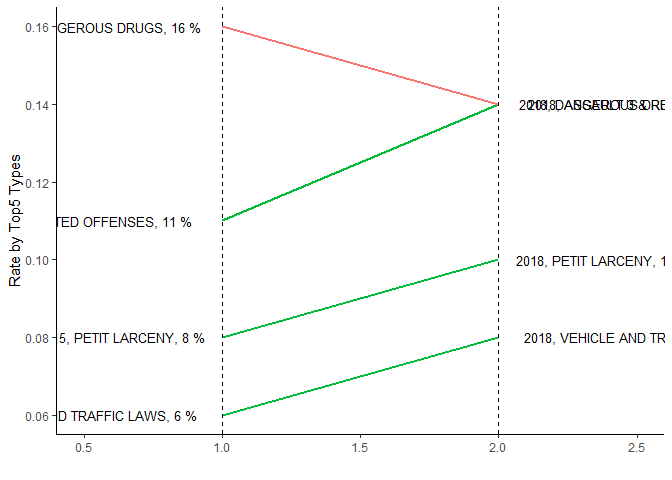 0.16
GEROUS DRUGS, 16 %
0.14
2018,
0.12
TED OFFENSES, 11 %
Rate by Top5 Types
0.10
2018, PETIT LARCENY, 1
0.08
5, PETIT LARCENY, 8 %
2018, VEHICLE AND TR
0.06
D TRAFFIC LAWS, 6 %
0.5 1.0 1.5 2.0 2.5